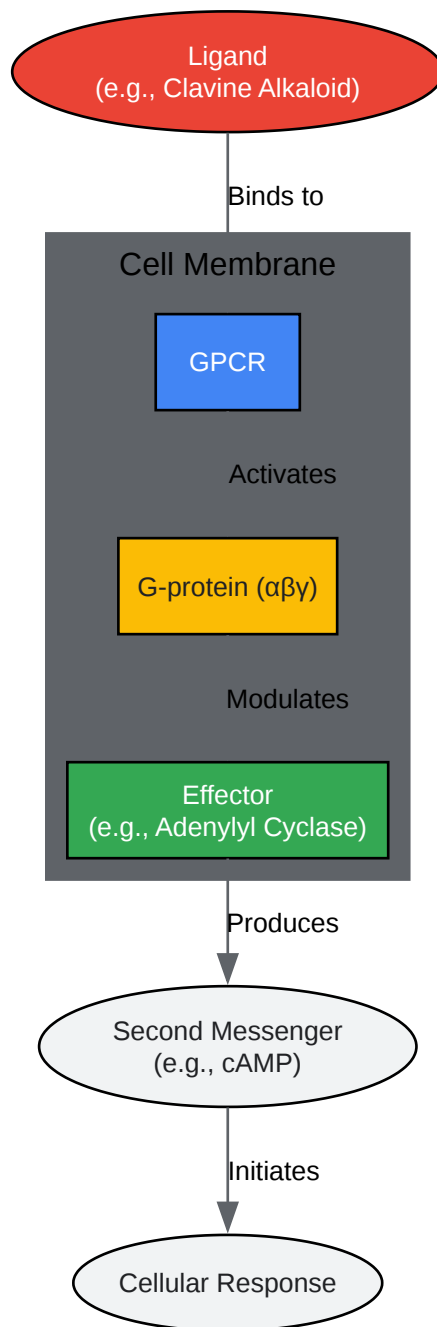 Ligand
(e.g., Clavine Alkaloid)
Binds to
Cell Membrane
GPCR
Activates
G-protein (αβγ)
Modulates
Effector
(e.g., Adenylyl Cyclase)
Produces
Second Messenger
(e.g., cAMP)
Initiates
Cellular Response